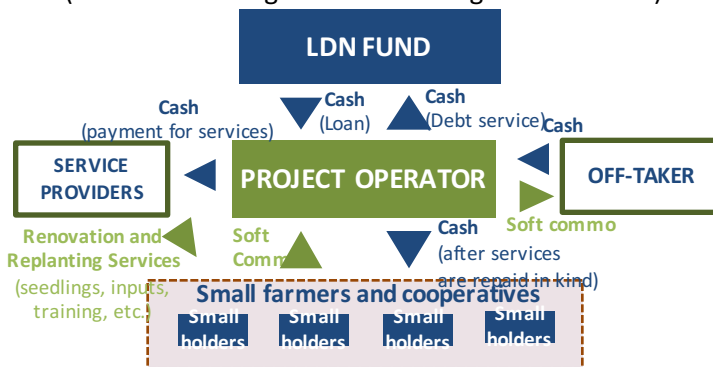 LDN FUND
Cash
(payment for services)
Cash
(Loan)
Cash
(Debt service)
Cash
SERVICE
PROVIDERS
PROJECT OPERATOR
OFF-TAKER
Renovation and
Replanting Services
(seedlings, inputs,
training, etc.)
Soft
Comm
Cash
(after services
are repaid in kind)
Soft commo
Small farmers and cooperatives
Small
holders
Small
holders
Small
holders
Small
holders